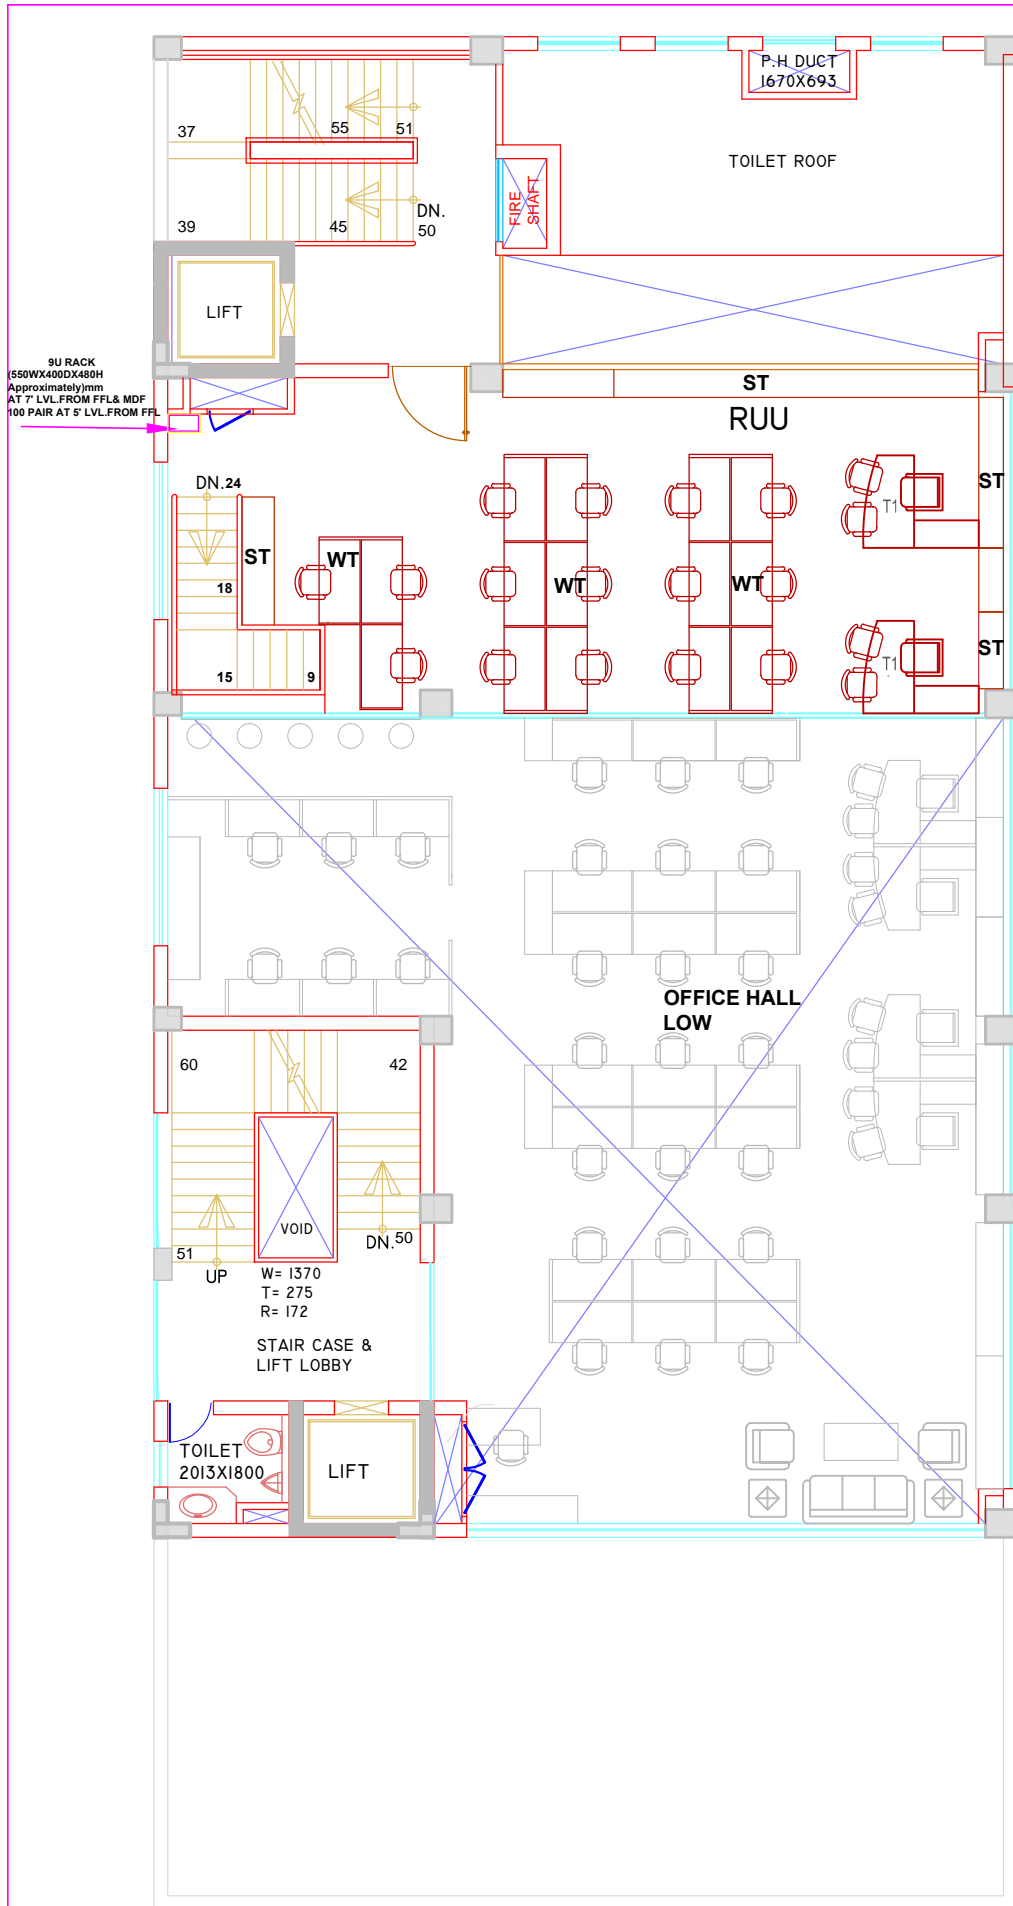 P.H DUCT
1670X693
37
55
51
TOILET ROOF
FIRE
SHAFT
DN.
50
39
45
LIFT
9U RACK
(550WX400DX480H
Approximately)mm
AT 7' LVL.FROM FFL& MDF
100 PAIR AT 5' LVL.FROM FFL
ST
RUU
DN.24
ST
T1
ST
WT
WT
WT
18
15
9
ST
T1
OFFICE HALL
LOW
60
42
VOID
51
UP
DN.50
W= 1370
T= 275
R= 172
STAIR CASE &
LIFT LOBBY
TOILET
2013X1800
LIFT